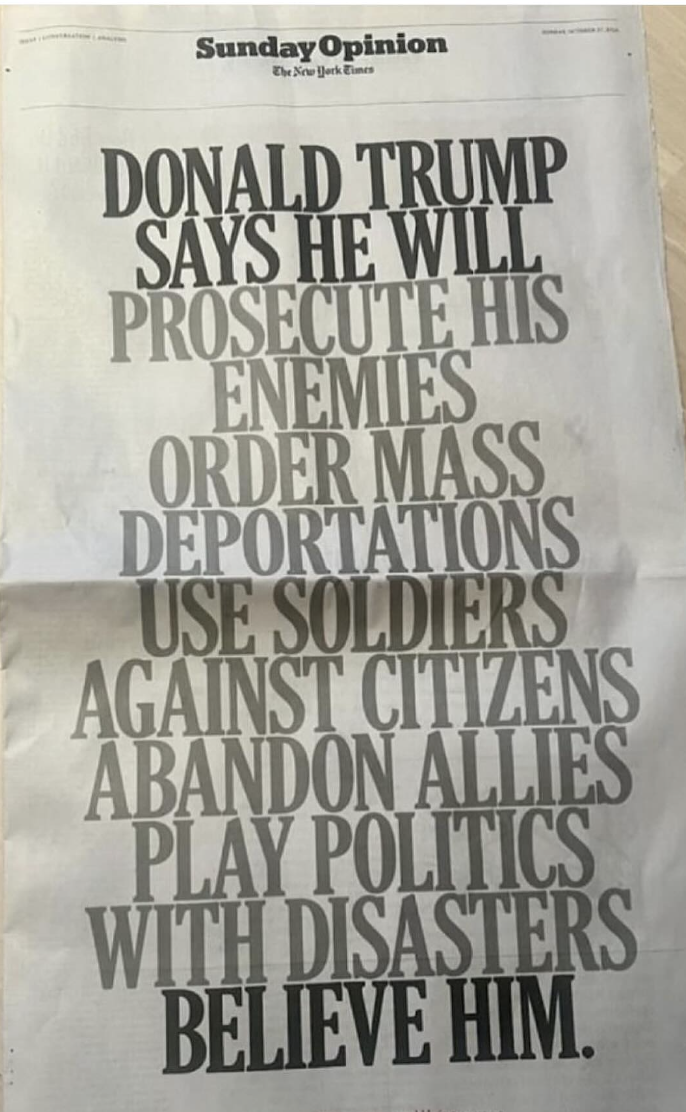 Sunday Opinion
The New York Times
DONALD TRUMP
SAYS HE WILL
PROSECUTE HIS
ENEMIES
ORDER MASS
DEPORTATIONS
USE SOLDIERS
AGAINST CITIZENS
ABANDON ALLIES
PLAY POLITICS
WITH DISASTERS
BELIEVE HIM.